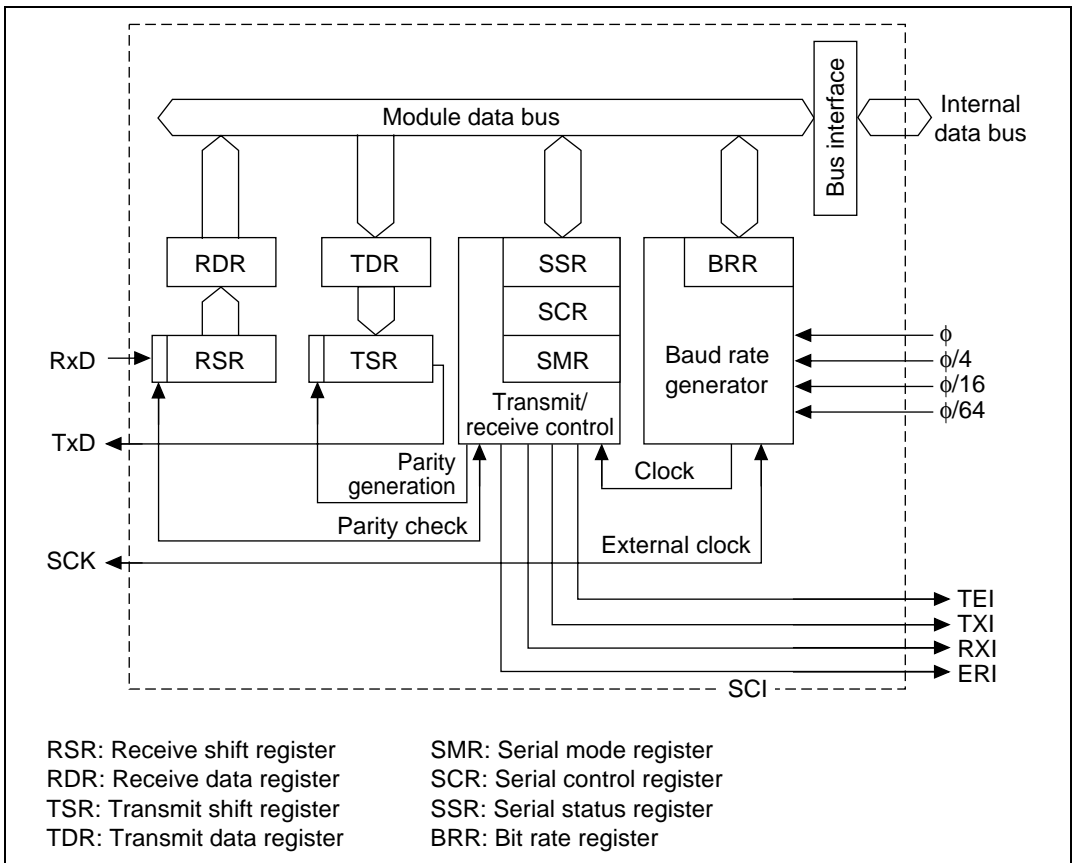 Module data bus
Bus interface
Internal
data bus
RDR
TDR
SSR
BRR
SCR
RxD
RSR
TSR
SMR
Baud rate
generator
φ
φ/4
φ/16
φ/64
Transmit/
receive control
TxD
Parity
generation
Clock
Parity check
External clock
SCK
TEI
TXI
RXI
ERI
SCI
RSR: Receive shift register
RDR: Receive data register
TSR: Transmit shift register
TDR: Transmit data register
SMR: Serial mode register
SCR: Serial control register
SSR: Serial status register
BRR: Bit rate register